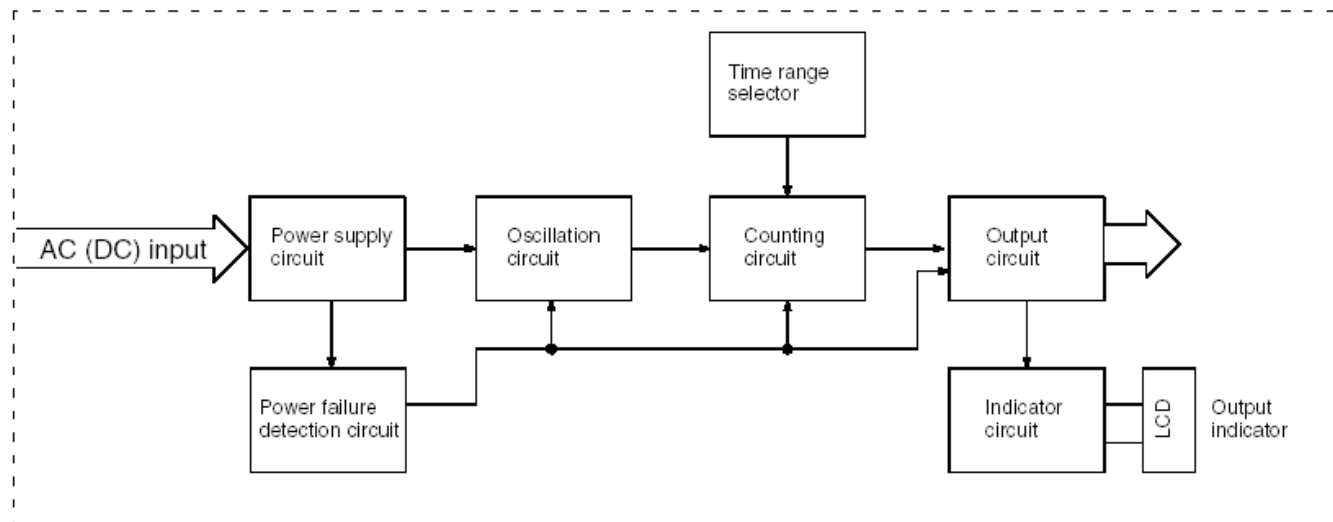 Time range
selector
AC (DC) input
Power supply
circuit
Oscillation
circuit
Counting
circuit
Output
circuit
Power failure
detection circuit
Indicator
circuit
LCD
Output
indicator